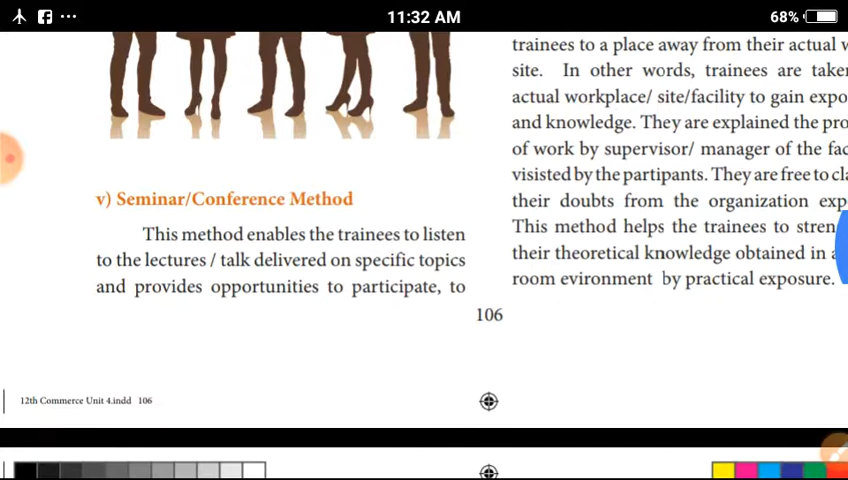 11:32 AM
68%
v) Seminar/Conference Method
This method enables the trainees to listen
to the lectures / talk delivered on specific topics
and provides opportunities to participate, to
trainees to a place away from their actual
site. In other words, trainees are
actual workplace/ site/facility to gain
and knowledge. They are explained the
of work by supervisor/ manager of the
visisted by the partipants. They are free to
their doubts from the organization
This method helps the trainees to
their theoretical knowledge obtained in
room evironment by practical exposure.
106
12th Commerce Unit 4.indd 106